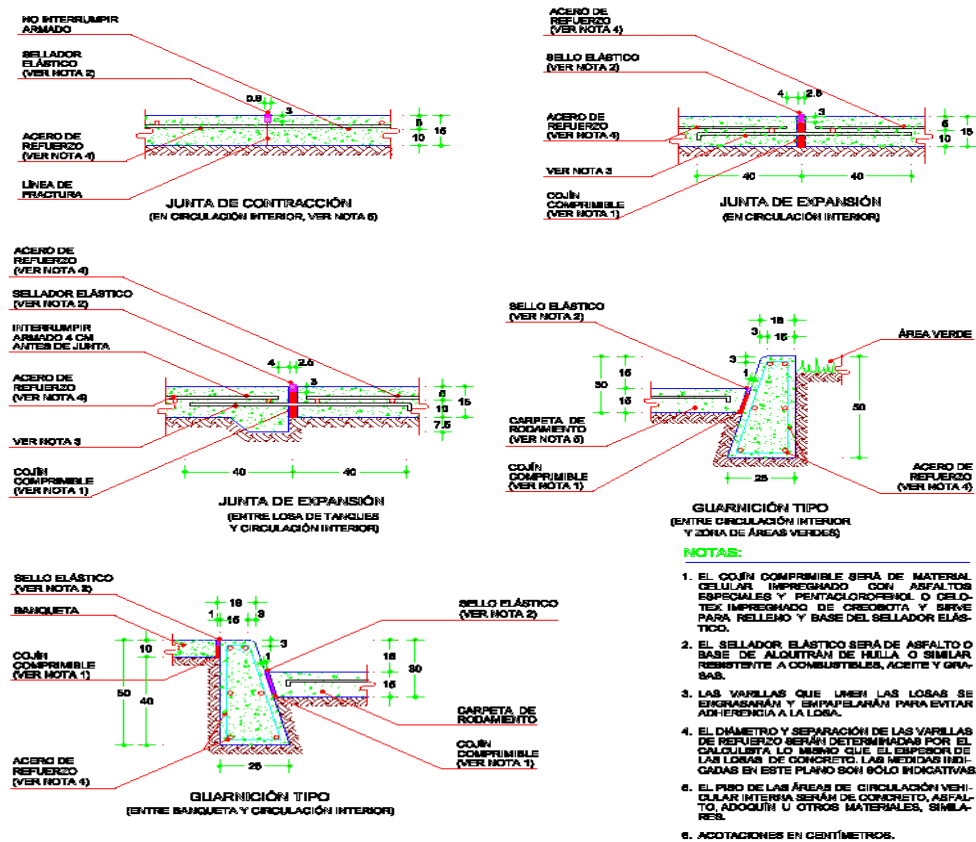 NO INTERRUMPIR
ARMADO
SELLADOR
ELÁSTICO
(VER NOTA 2)
ACERO DE
REFUERZO
(VER NOTA 4)
LÍNEA DE
FRACTURA
0.8
3
5
10
15
JUNTA DE CONTRACCIÓN
(EN CIRCULACIÓN INTERIOR, VER NOTA 5)
ACERO DE
REFUERZO
(VER NOTA 4)
SELLO ELÁSTICO
(VER NOTA 2)
ACERO DE
REFUERZO
(VER NOTA 4)
VER NOTA 3
COJÍN
COMPRIMIBLE
(VER NOTA 1)
4
2.5
3
5
10
15
40
40
JUNTA DE EXPANSIÓN
(EN CIRCULACIÓN INTERIOR)
ACERO DE
REFUERZO
(VER NOTA 4)
SELLADOR ELÁSTICO
(VER NOTA 2)
INTERRUMPIR
ARMADO 4 CM
ANTES DE JUNTA
ACERO DE
REFUERZO
(VER NOTA 4)
VER NOTA 3
COJÍN
COMPRIMIBLE
(VER NOTA 1)
4
2.5
3
5
10
15
7.5
40
40
JUNTA DE EXPANSIÓN
(ENTRE LOSA DE TANQUES
Y CIRCULACIÓN INTERIOR)
SELLO ELÁSTICO
(VER NOTA 2)
CARPETA DE
RODAMIENTO
(VER NOTA 5)
COJÍN
COMPRIMIBLE
(VER NOTA 1)
18
3
15
3
1
30
15
15
50
25
ÁREA VERDE
ACERO DE
REFUERZO
(VER NOTA 4)
GUARNICIÓN TIPO
(ENTRE CIRCULACIÓN INTERIOR
Y ZONA DE ÁREAS VERDES)
SELLO ELÁSTICO
(VER NOTA 2)
BANQUETA
COJÍN
COMPRIMIBLE
(VER NOTA 1)
ACERO DE
REFUERZO
(VER NOTA 4)
18
1
15
3
3
1
10
50
40
15
15
30
25
SELLO ELÁSTICO
(VER NOTA 2)
CARPETA DE
RODAMIENTO
COJÍN
COMPRIMIBLE
(VER NOTA 1)
GUARNICIÓN TIPO
(ENTRE BANQUETA Y CIRCULACIÓN INTERIOR)
NOTAS:
1. EL COJÍN COMPRIMIBLE SERÁ DE MATERIAL
CELULAR IMPREGNADO CON ASFALTOS
ESPECIALES Y PENTACLOROFENOL O CELO-
TEX IMPREGNADO DE CREOSOTA Y SIRVE
PARA RELLENO Y BASE DEL SELLADOR ELÁS-
TICO.
2. EL SELLADOR ELÁSTICO SERÁ DE ASFALTO O
BASE DE ALQUITRÁN DE HULLA O SIMILAR
RESISTENTE A COMBUSTIBLES, ACEITE Y GRA-
SAS.
3. LAS VARILLAS QUE UNEN LAS LOSAS SE
ENGRASARÁN Y EMPAPELARÁN PARA EVITAR
ADHERENCIA A LA LOSA.
4. EL DIÁMETRO Y SEPARACIÓN DE LAS VARILLAS
DE REFUERZO SERÁN DETERMINADAS POR EL
CALCULISTA LO MISMO QUE EL ESPESOR DE
LAS LOSAS DE CONCRETO. LAS MEDIDAS INDI-
CADAS EN ESTE PLANO SON SÓLO INDICATIVAS
5. EL PISO DE LAS ÁREAS DE CIRCULACIÓN VEHI-
CULAR INTERNA SERÁN DE CONCRETO, ASFAL-
TO, ADOQUÍN U OTROS MATERIALES, SIMILA-
RES.
6. ACOTACIONES EN CENTÍMETROS.